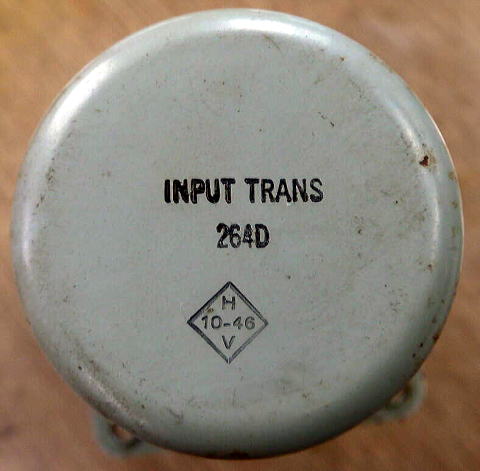 INPUT TRANS
264D
H
10-46
V